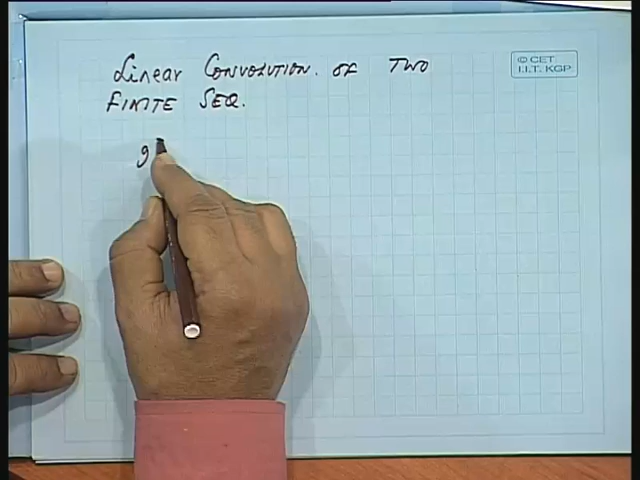 Linear Convolution. of Two
Finite Seq.
g
© CET
I.I.T. KGP